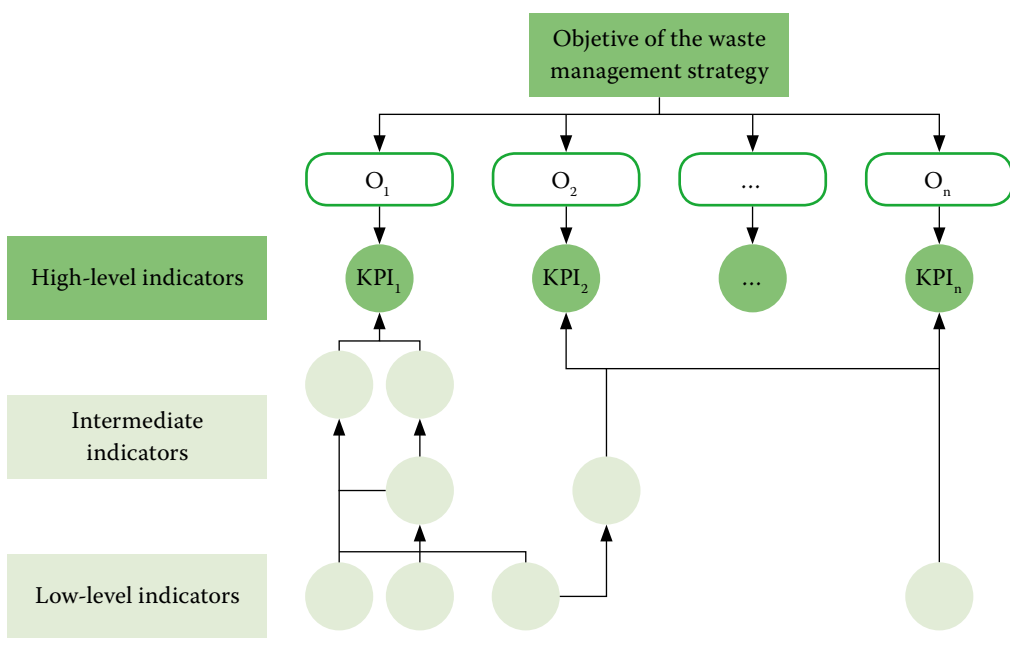 Objetive of the waste
management strategy
O1
O2
...
On
High-level indicators
KPI1
KPI2
...
KPIn
Intermediate
indicators
Low-level indicators